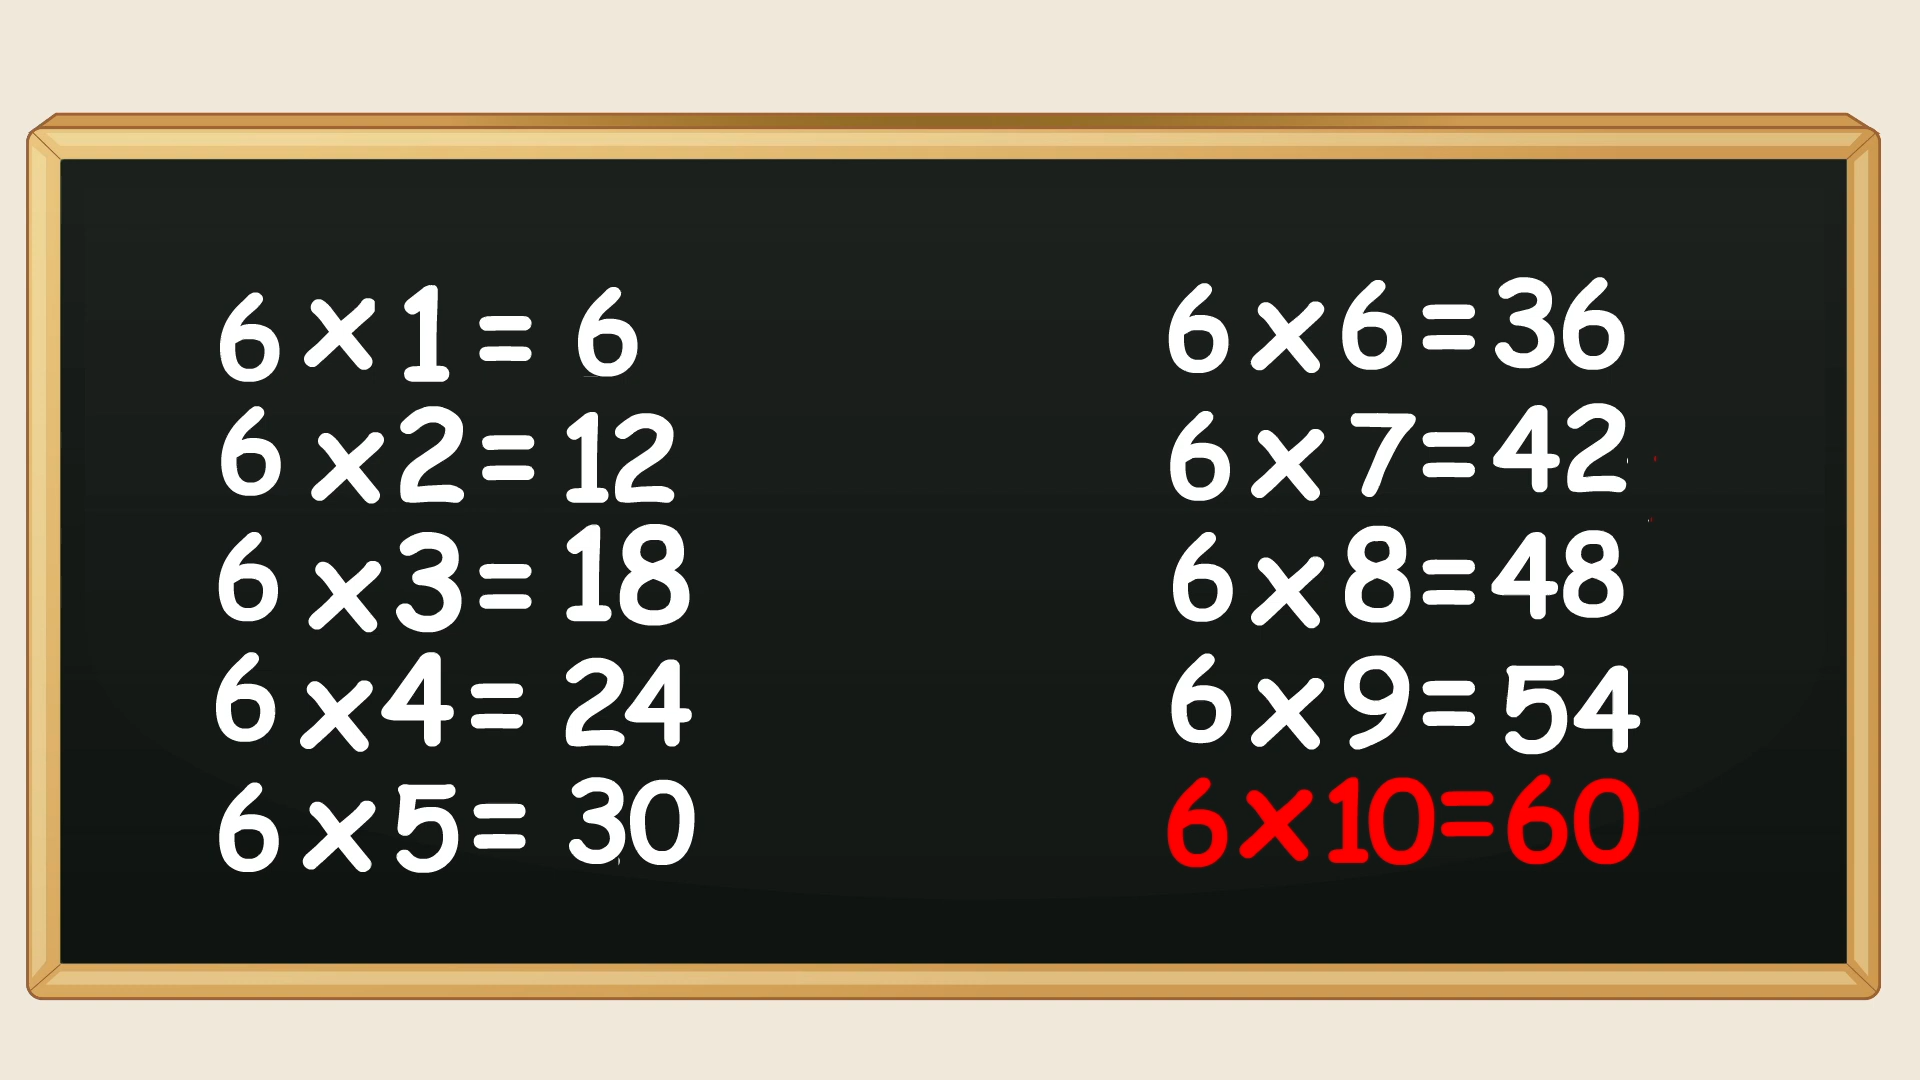 6 × 1 = 6
6 × 2 = 12
6 × 3 = 18
6 × 4 = 24
6 × 5 = 30
6 × 6 = 36
6 × 7 = 42
6 × 8 = 48
6 × 9 = 54
6 × 10 = 60